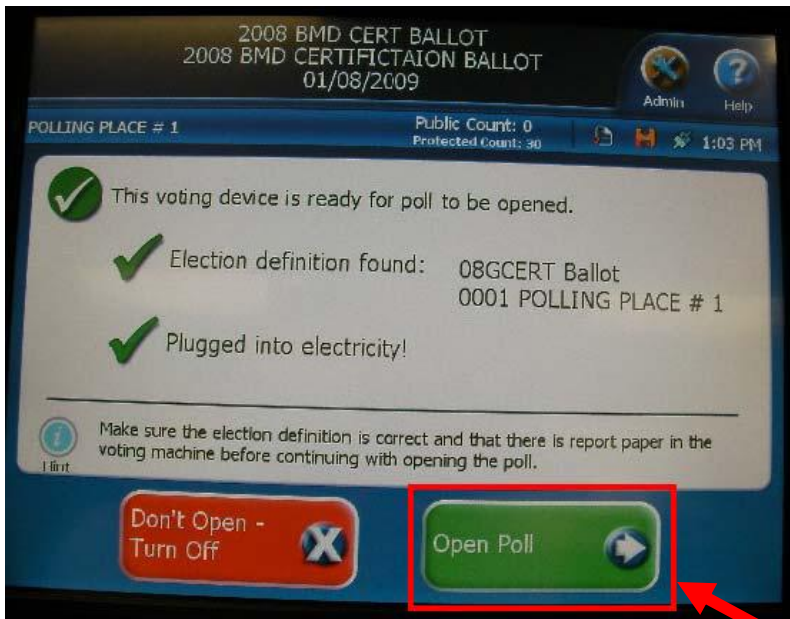 2008 BMD CERT BALLOT
2008 BMD CERTIFICTAION BALLOT
01/08/2009
Admin
Help
POLLING PLACE # 1
Public Count: 0
Protected Count: 30
1:03 PM
This voting device is ready for poll to be opened.
Election definition found:
08GCERT Ballot
0001 POLLING PLACE # 1
Plugged into electricity!
Hint
Make sure the election definition is correct and that there is report paper in the
voting machine before continuing with opening the poll.
Don't Open -
Turn Off
X
Open Poll